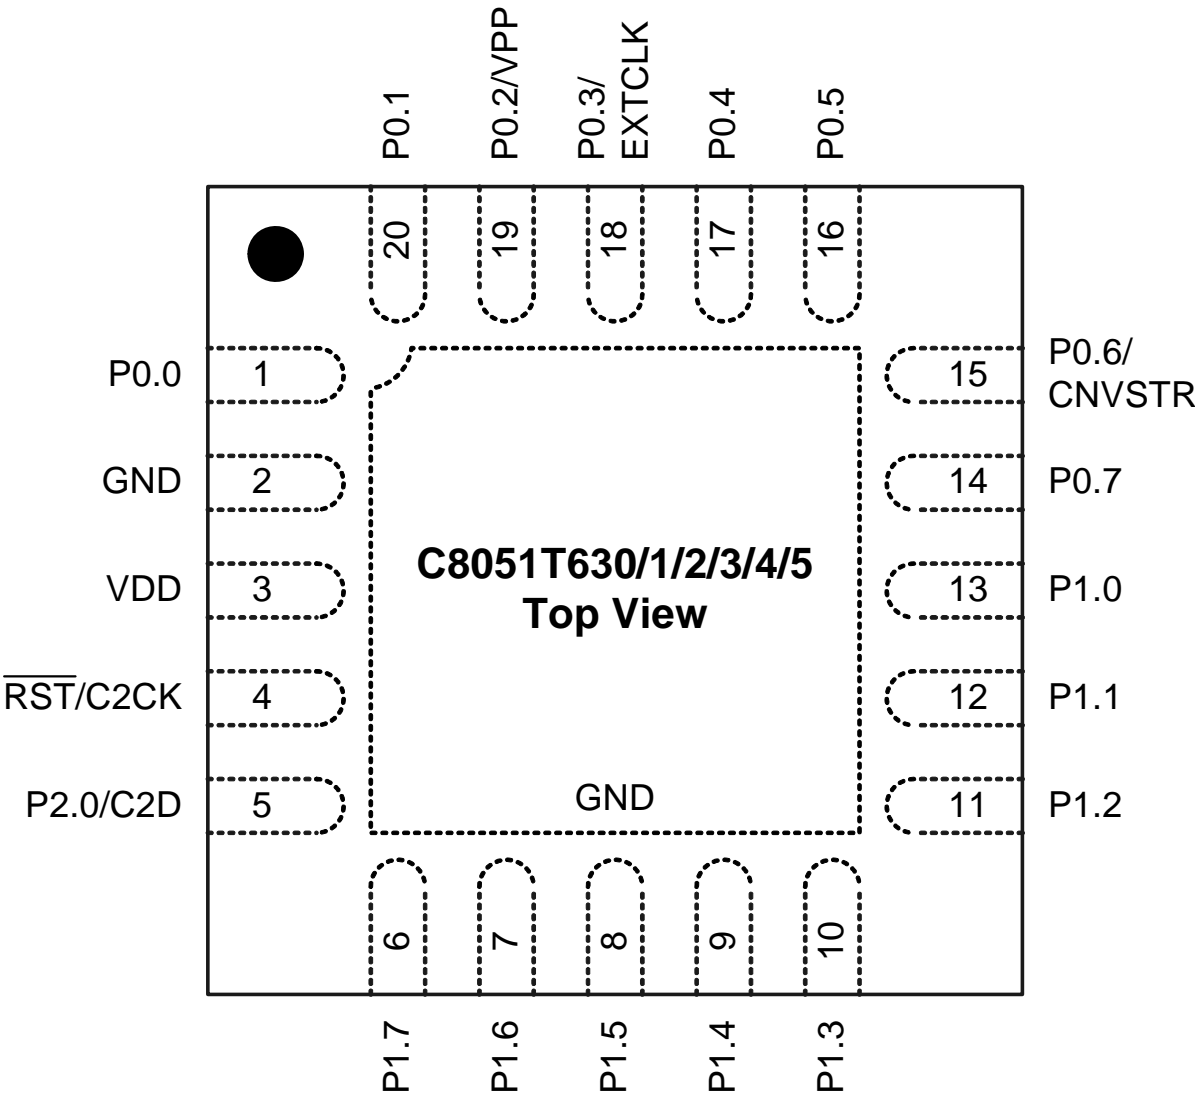 P0.1
P0.2/VPP
P0.3/
EXTCLK
P0.4
P0.5
20
19
18
17
16
P0.0
1
15
P0.6/
CNVSTR
GND
2
14
P0.7
VDD
3
13
P1.0
C8051T630/1/2/3/4/5
Top View
RST/C2CK
4
12
P1.1
P2.0/C2D
5
GND
11
P1.2
6
7
8
9
10
P1.7
P1.6
P1.5
P1.4
P1.3